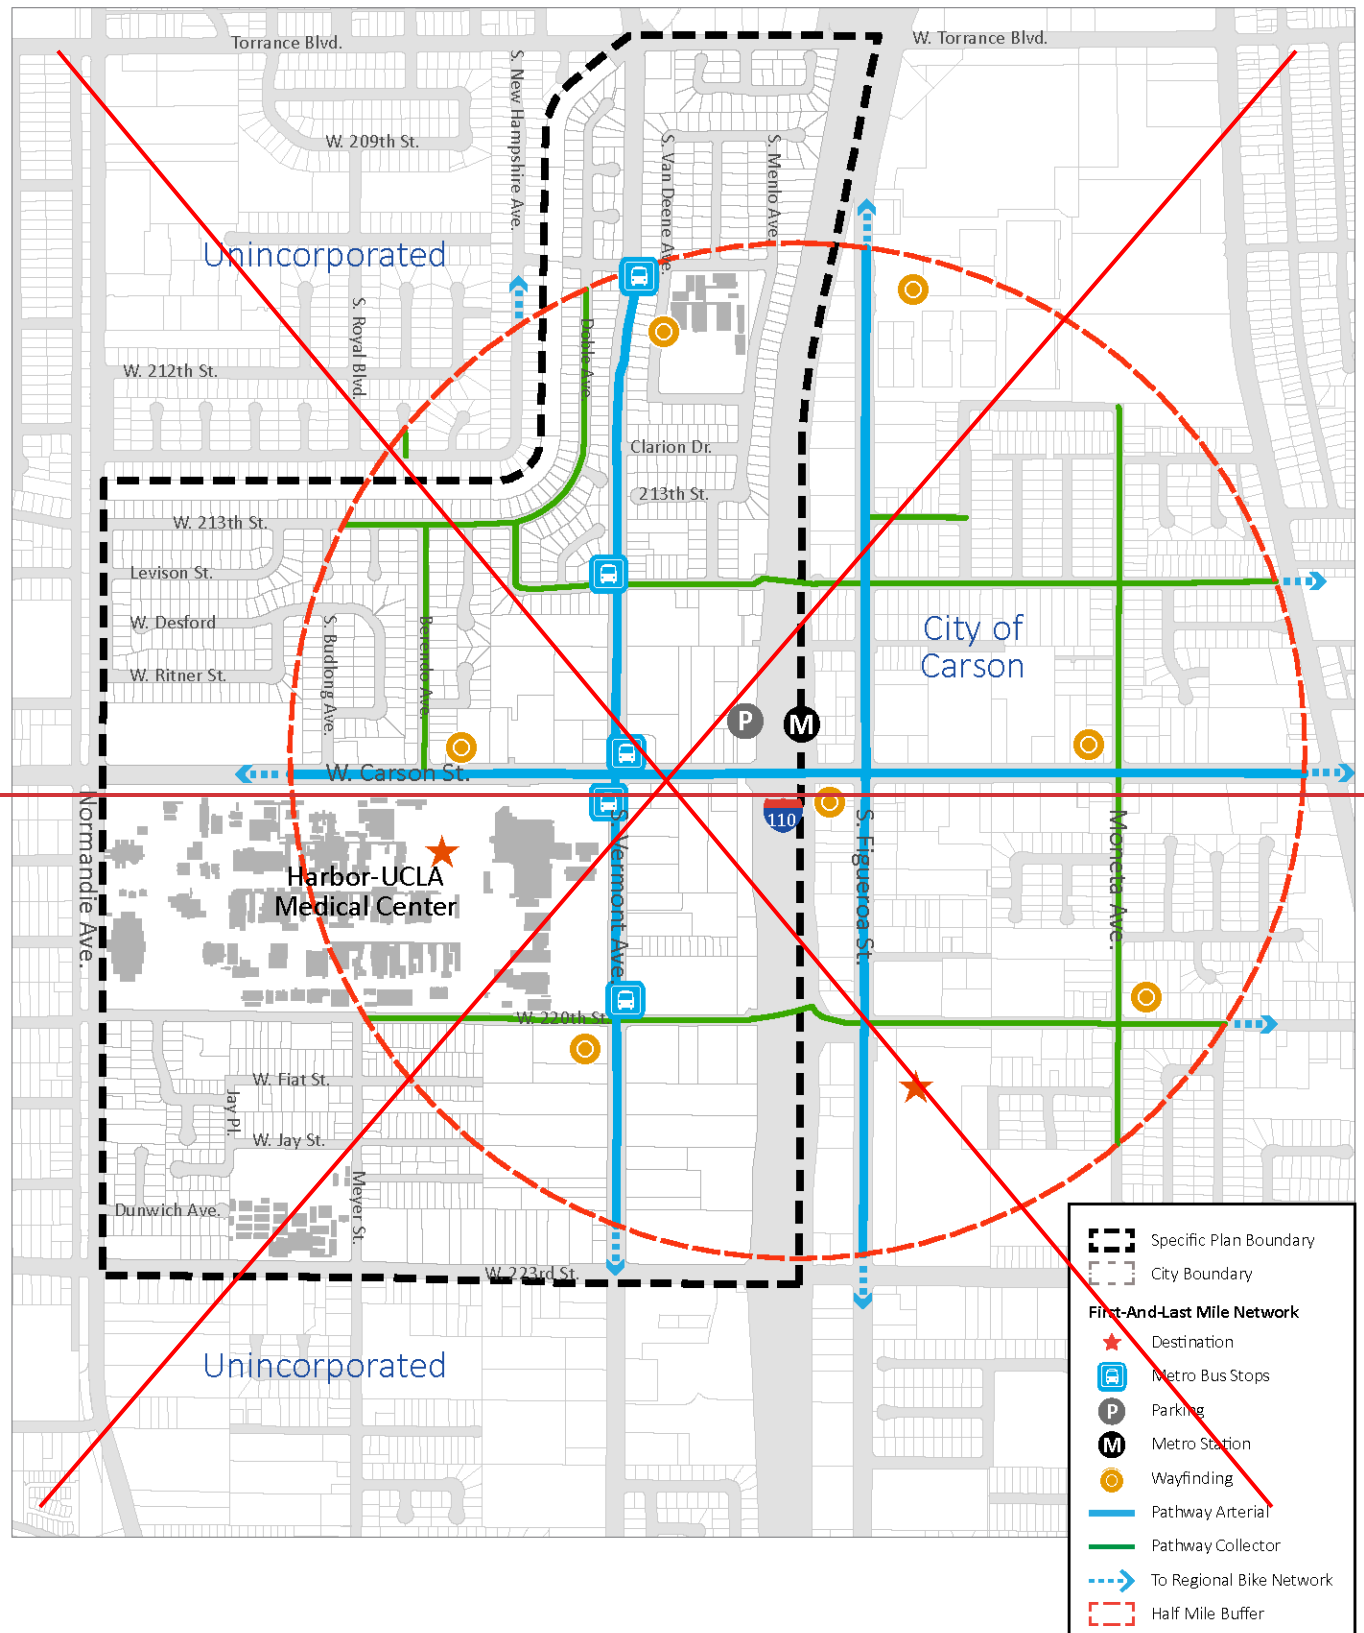 Torrance Blvd.
W. Torrance Blvd.
S. New Hampshire Ave.
W. 209th St.
S. Van Deene Ave.
S. Menlo Ave.
Unincorporated
S. Royal Blvd.
Doble Ave.
W. 212th St.
Clarion Dr.
213th St.
W. 213th St.
Levison St.
W. Desford
S. Budlong Ave.
Berendo Ave.
City of
Carson
W. Ritner St.
P
M
W. Carson St.
Normandie Ave.
110
S. Vermont Ave.
S. Figueroa St.
Moneta Ave.
Harbor-UCLA
Medical Center
W. 220th St.
W. Fiat St.
Jay Pl.
W. Jay St.
Meyer St.
Dunwich Ave.
W. 223rd St.
Unincorporated
Specific Plan Boundary
City Boundary
First-And-Last Mile Network
Destination
Metro Bus Stops
P
Parking
M
Metro Station
Wayfinding
Pathway Arterial
Pathway Collector
To Regional Bike Network
Half Mile Buffer